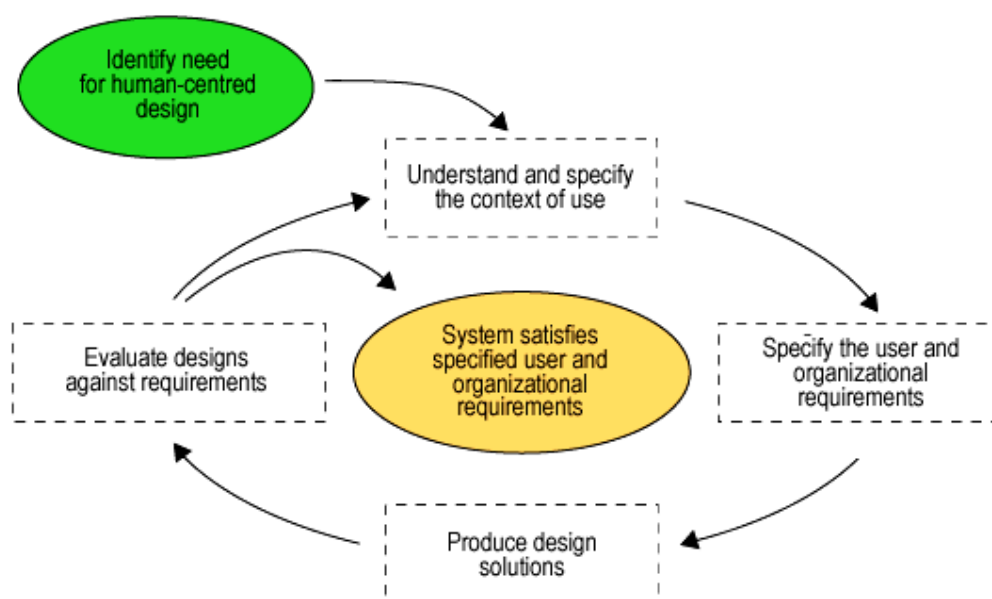 Identify need
for human-centred
design
Understand and specify
the context of use
Evaluate designs
against requirements
System satisfies
specified user and
organizational
requirements
Specify the user and
organizational
requirements
Produce design
solutions